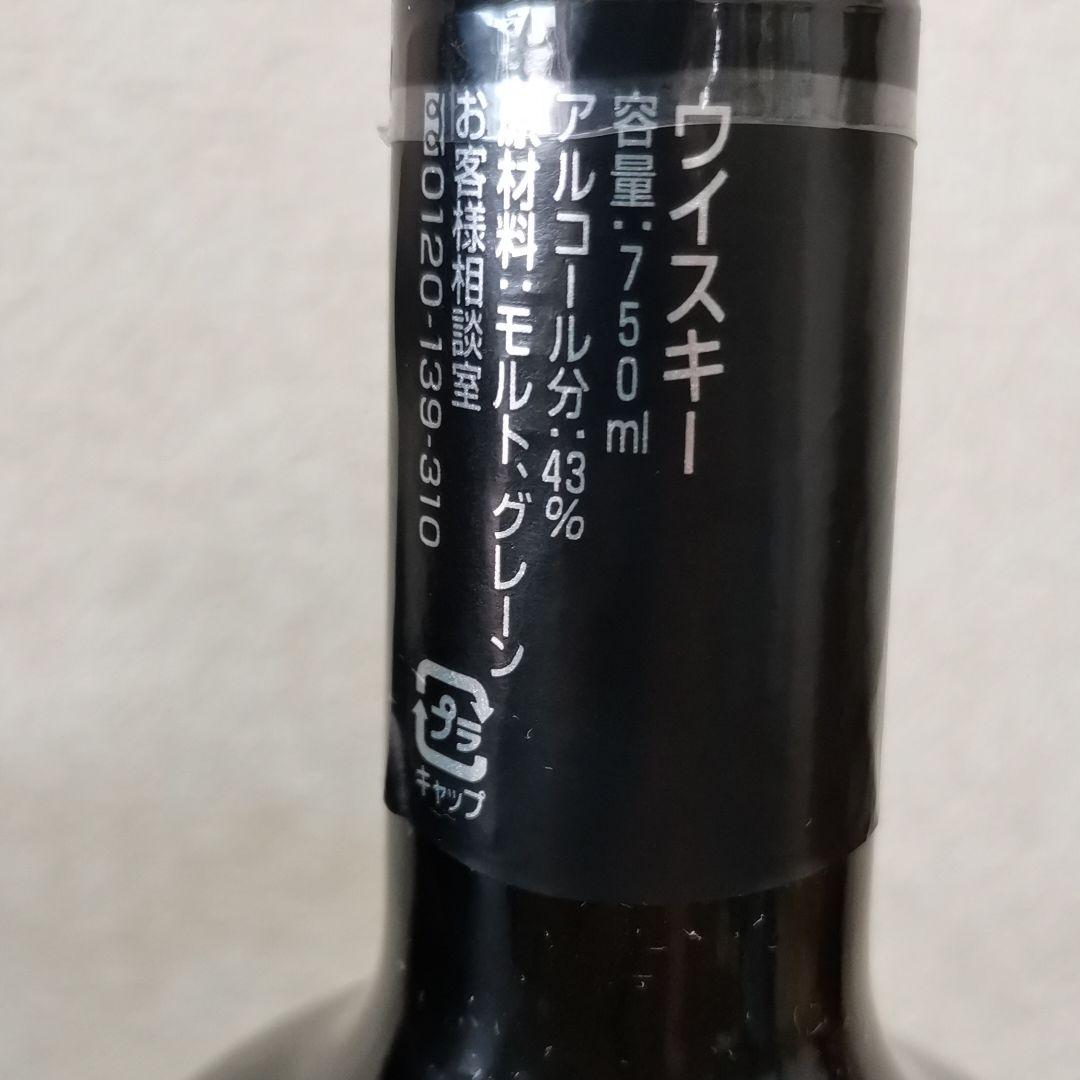 ウイスキー
容量:750ml
アルコール分:43%
原材料:モルト、グレーン
お客様相談室
0120-139-310
プラ
キャップ